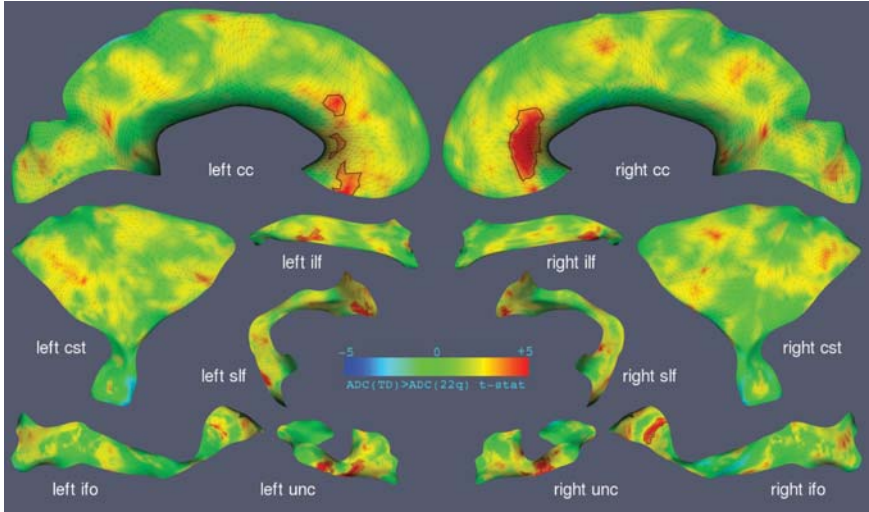 left cc
right cc
left ilf
right ilf
left cst
right cst
left slf
right slf
-5 0 +5
ADC(TD)>ADC(22q) t-stat
left ifo
left unc
right unc
right ifo